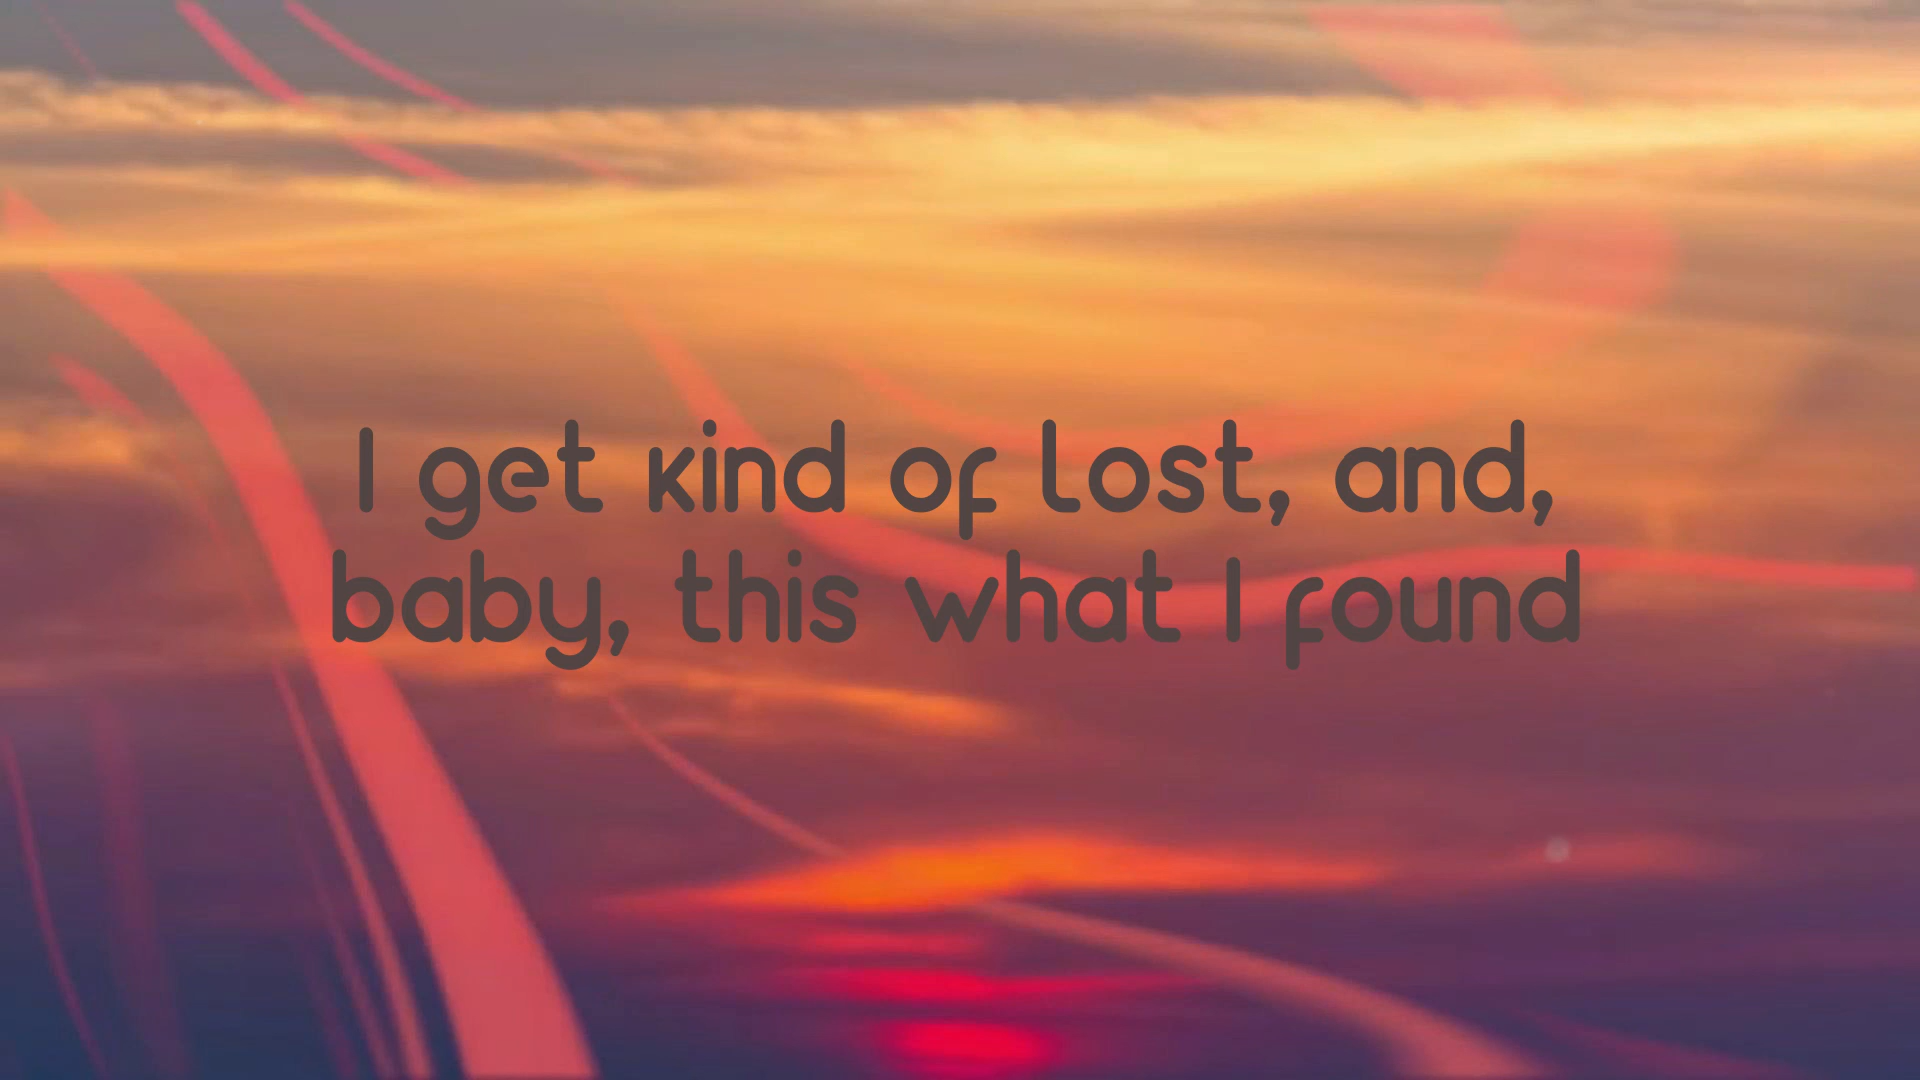 I get kind of lost, and,
baby, this what I found